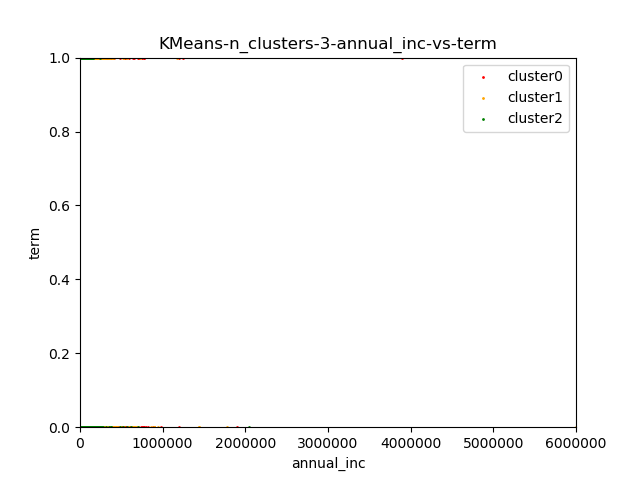 KMeans-n_clusters-3-annual_inc-vs-term
1.0
cluster0
cluster1
cluster2
0.8
0.6
term
0.4
0.2
0.0
0 1000000 2000000 3000000 4000000 5000000 6000000
annual_inc